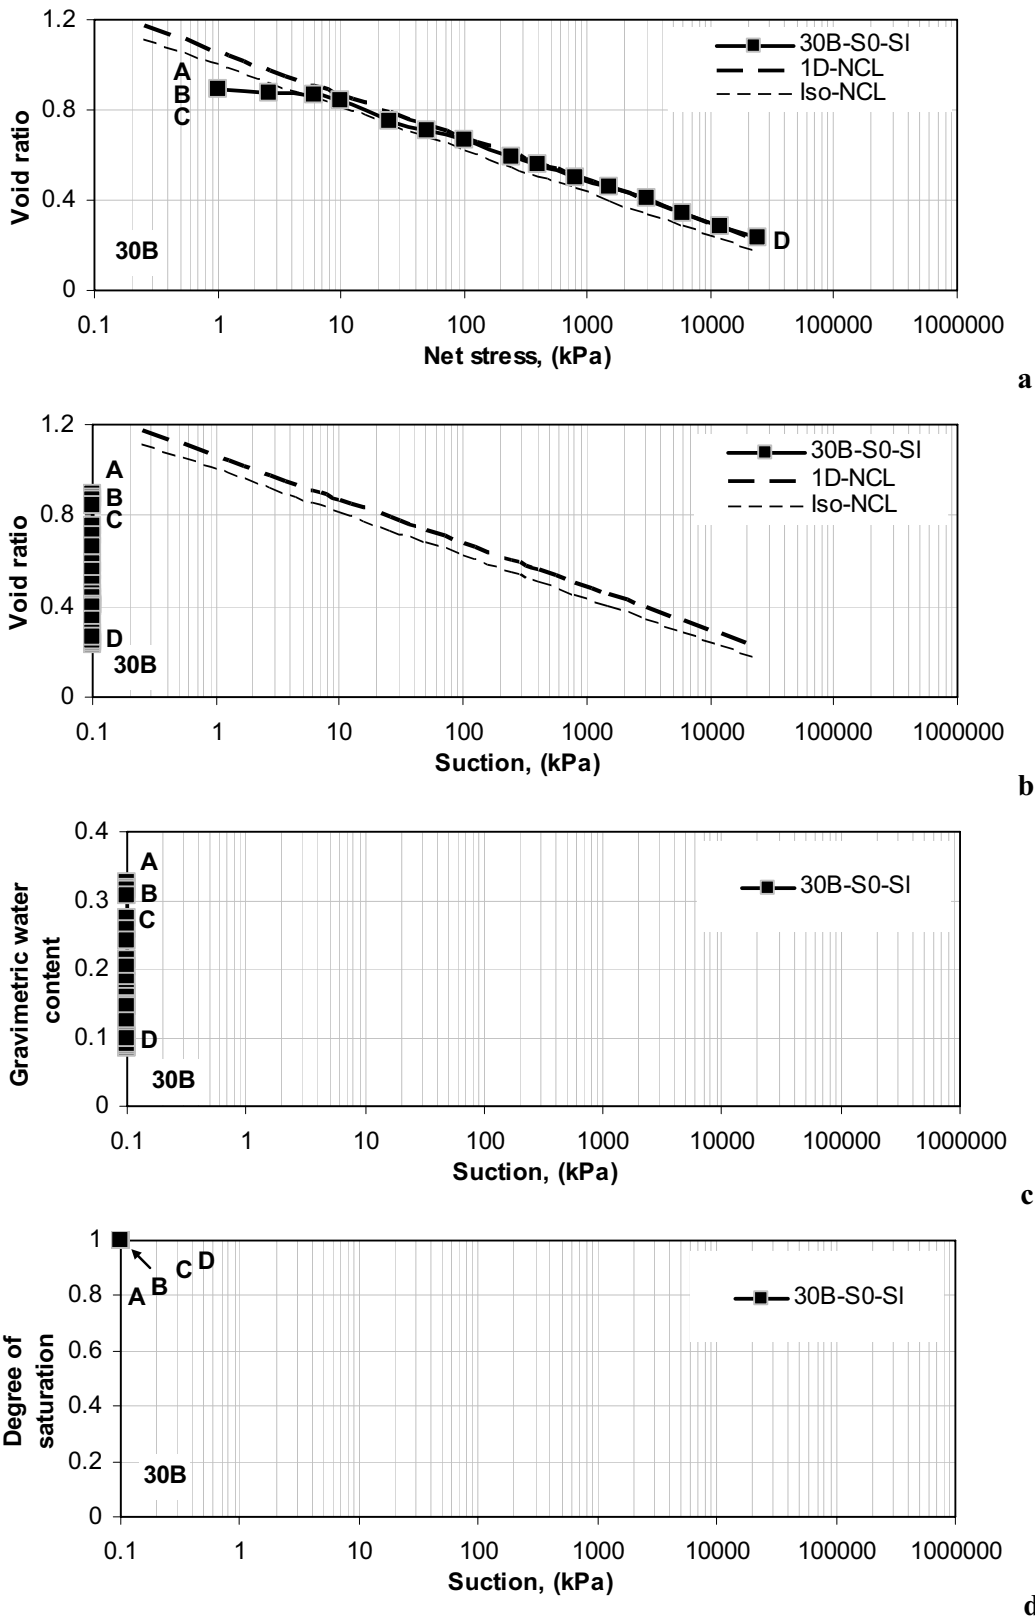 1.2
30B-S0-SI
1D-NCL
Iso-NCL
A
B
C
0.8
0.4
0
Void ratio
30B
D
0.1 1 10 100 1000 10000 100000 1000000
Net stress, (kPa)
a
1.2
30B-S0-SI
1D-NCL
Iso-NCL
A
B
C
0.8
0.4
0
Void ratio
D
30B
0.1 1 10 100 1000 10000 100000 1000000
Suction, (kPa)
b
0.4
A
30B-S0-SI
B
0.3
C
0.2
0.1
0
Gravimetric water
content
D
30B
0.1 1 10 100 1000 10000 100000 1000000
Suction, (kPa)
c
1
D
C
B
A
30B-S0-SI
0.8
0.6
0.4
0.2
0
Degree of
saturation
30B
0.1 1 10 100 1000 10000 100000 1000000
Suction, (kPa)
d